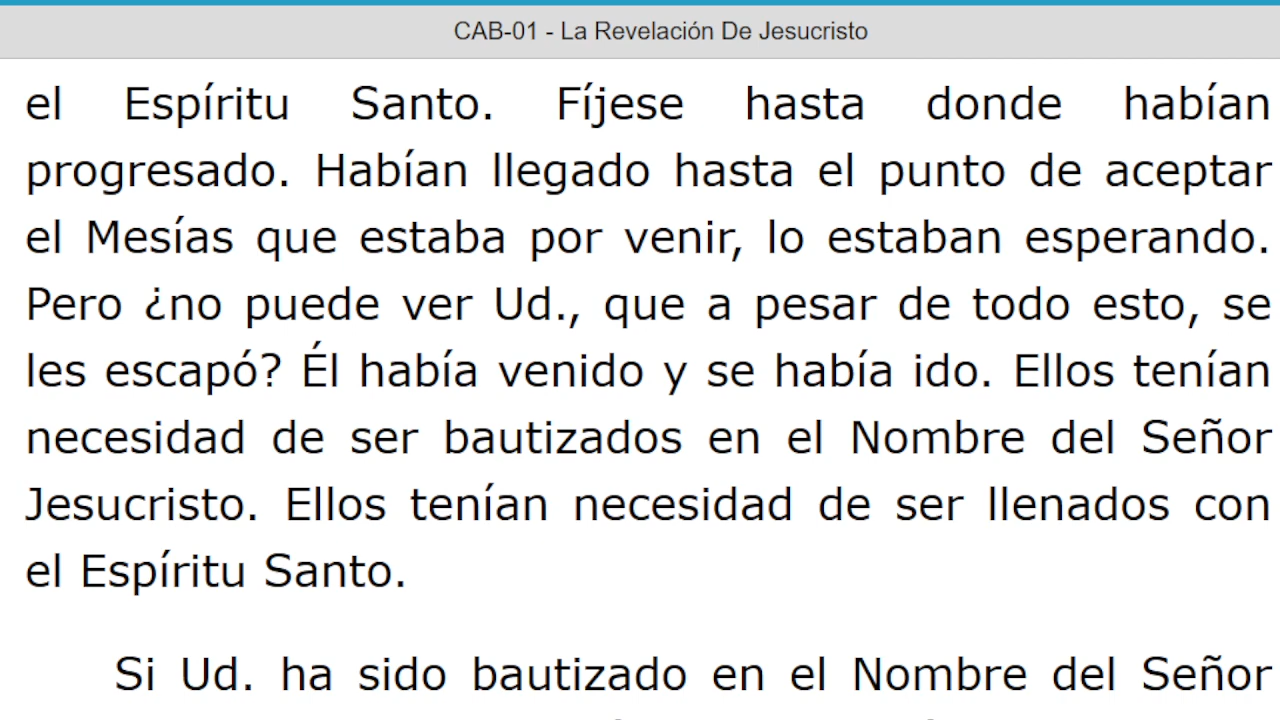 CAB-01 - La Revelación De Jesucristo
el Espíritu Santo. Fíjese hasta donde habían
progresado. Habían llegado hasta el punto de aceptar
el Mesías que estaba por venir, lo estaban esperando.
Pero ¿no puede ver Ud., que a pesar de todo esto, se
les escapó? Él había venido y se había ido. Ellos tenían
necesidad de ser bautizados en el Nombre del Señor
Jesucristo. Ellos tenían necesidad de ser llenados con
el Espíritu Santo.
Si Ud. ha sido bautizado en el Nombre del Señor